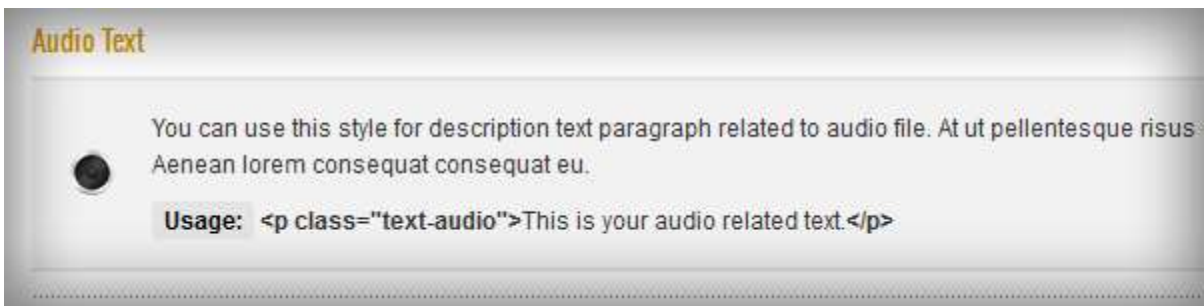 Audio Text
You can use this style for description text paragraph related to audio file. At ut pellentesque risus
Aenean lorem consequat consequat eu.
Usage: <p class="text-audio">This is your audio related text.</p>